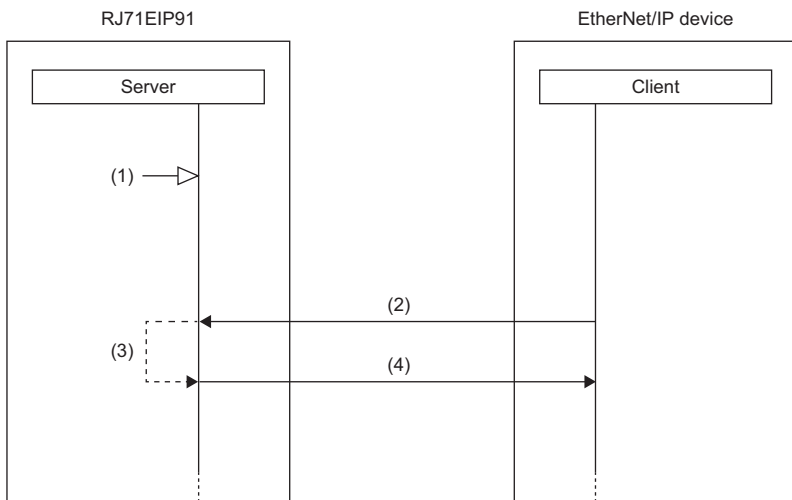 RJ71EIP91
EtherNet/IP device
Server
Client
(1)
(2)
(3)
(4)